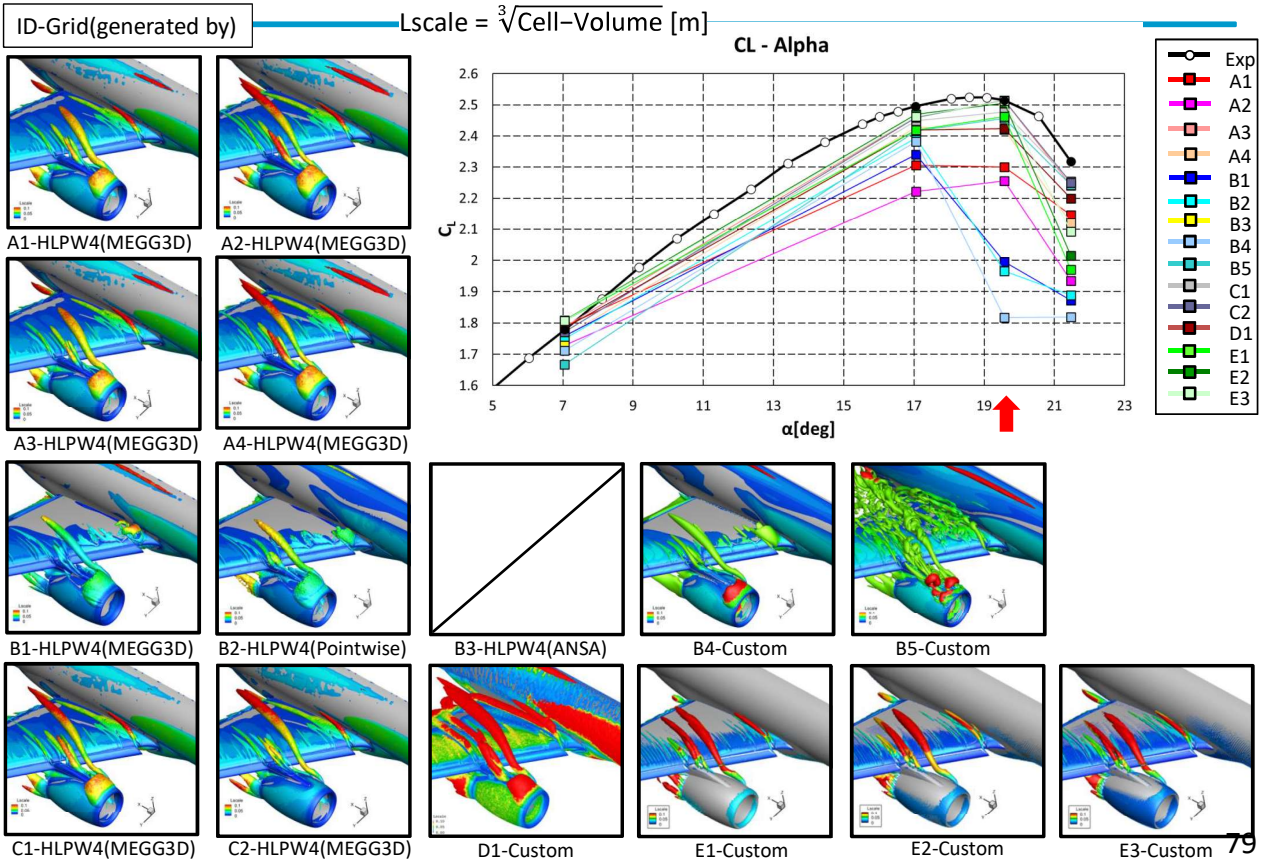 ID-Grid(generated by)
Lscale = ∛Cell−Volume [m]
CL - Alpha
2.6
2.5
2.4
2.3
2.2
2.1
2
1.9
1.8
1.7
1.6
CL
5
7
9
11
13
15
17
19
21
23
α[deg]
Exp
A1
A2
A3
A4
B1
B2
B3
B4
B5
C1
C2
D1
E1
E2
E3
A1-HLPW4(MEGG3D)
A2-HLPW4(MEGG3D)
A3-HLPW4(MEGG3D)
A4-HLPW4(MEGG3D)
B1-HLPW4(MEGG3D)
B2-HLPW4(Pointwise)
B3-HLPW4(ANSA)
B4-Custom
B5-Custom
C1-HLPW4(MEGG3D)
C2-HLPW4(MEGG3D)
D1-Custom
E1-Custom
E2-Custom
E3-Custom
79